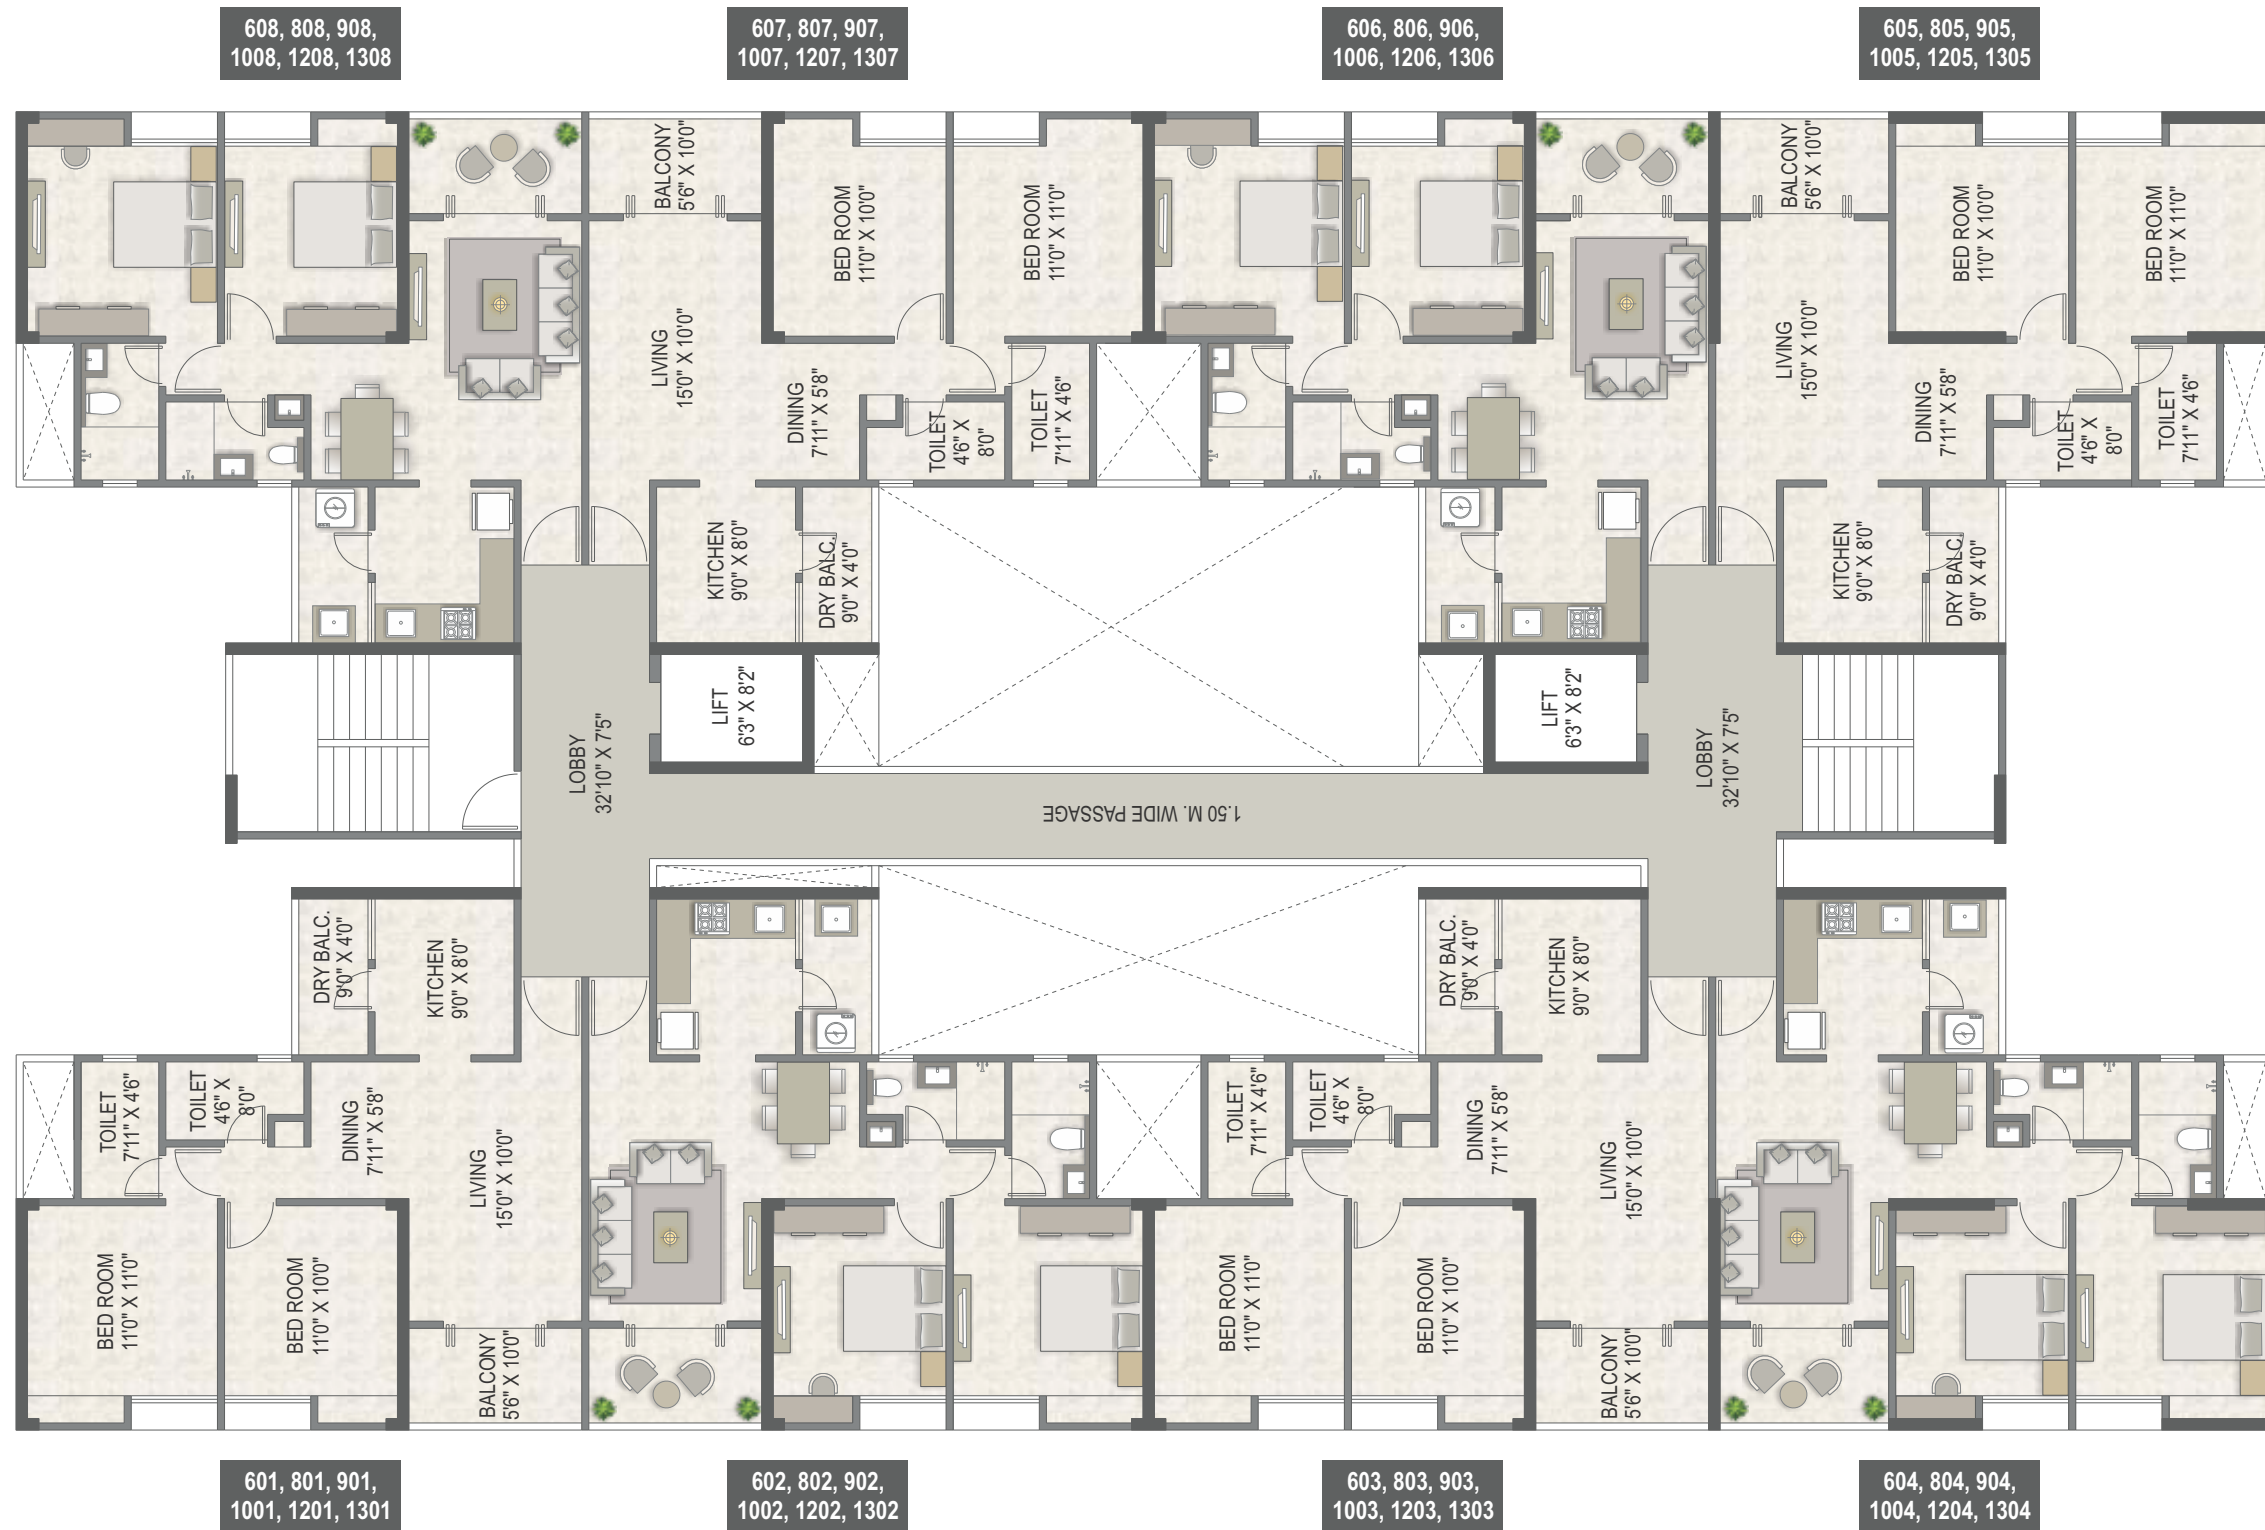 608, 808, 908,
1008, 1208, 1308
607, 807, 907,
1007, 1207, 1307
606, 806, 906,
1006, 1206, 1306
605, 805, 905,
1005, 1205, 1305
BALCONY
5'6" X 10'0"
BED ROOM
11'0" X 10'0"
BED ROOM
11'0" X 11'0"
LIVING
15'0" X 10'0"
DINING
7'11" X 5'8"
TOILET
4'6" X
8'0"
TOILET
7'11" X 4'6"
KITCHEN
9'0" X 8'0"
DRY BALC.
9'0" X 4'0"
BALCONY
5'6" X 10'0"
BED ROOM
11'0" X 10'0"
BED ROOM
11'0" X 11'0"
LIVING
15'0" X 10'0"
DINING
7'11" X 5'8"
TOILET
4'6" X
8'0"
TOILET
7'11" X 4'6"
KITCHEN
9'0" X 8'0"
DRY BALC.
9'0" X 4'0"
LOBBY
32'10" X 7'5"
LIFT
6'3" X 8'2"
LIFT
6'3" X 8'2"
LOBBY
32'10" X 7'5"
1.50 M. WIDE PASSAGE
DRY BALC.
9'0" X 4'0"
KITCHEN
9'0" X 8'0"
TOILET
7'11" X 4'6"
TOILET
4'6" X
8'0"
DINING
7'11" X 5'8"
LIVING
15'0" X 10'0"
BED ROOM
11'0" X 11'0"
BED ROOM
11'0" X 10'0"
BALCONY
5'6" X 10'0"
DRY BALC.
9'0" X 4'0"
KITCHEN
9'0" X 8'0"
TOILET
7'11" X 4'6"
TOILET
4'6" X
8'0"
DINING
7'11" X 5'8"
LIVING
15'0" X 10'0"
BED ROOM
11'0" X 11'0"
BED ROOM
11'0" X 10'0"
BALCONY
5'6" X 10'0"
601, 801, 901,
1001, 1201, 1301
602, 802, 902,
1002, 1202, 1302
603, 803, 903,
1003, 1203, 1303
604, 804, 904,
1004, 1204, 1304